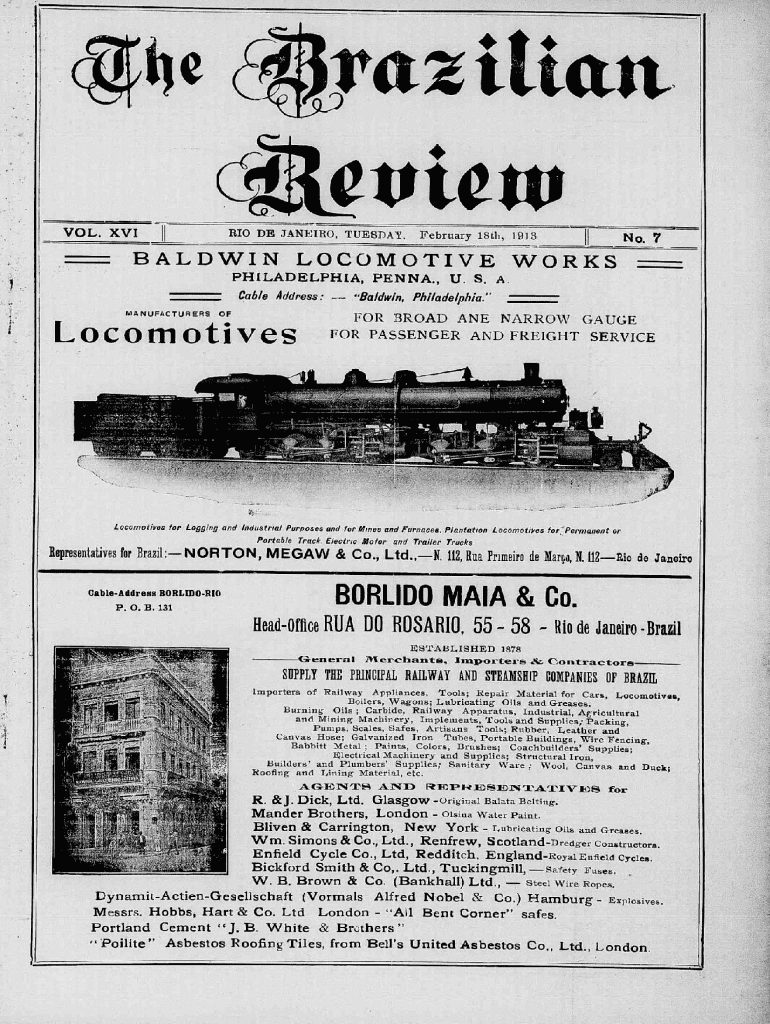 The Brazilian
Review
VOL. XVI
RIO DE JANEIRO, TUESDAY. February 18th, 1913
No. 7
BALDWIN LOCOMOTIVE WORKS
PHILADELPHIA, PENNA., U. S. A.
Cable Address: — "Baldwin, Philadelphia."
MANUFACTURERS OF
Locomotives
FOR BROAD ANE NARROW GAUGE
FOR PASSENGER AND FREIGHT SERVICE
Locomotives for Logging and Industrial Purposes and for Mines and Furnaces. Plantation Locomotives for Permanent or
Portable Track Electric Motor and Trailer Trucks
Representatives for Brazil:—NORTON, MEGAW & Co., Ltd.,—N. 112, Rua Primeiro de Março, N. 112—Rio de Janeiro
Cable-Address BORLIDO-RIO
P. O. B. 131
BORLIDO MAIA & Co.
Head-office RUA DO ROSARIO, 55 - 58 - Rio de Janeiro - Brazil
ESTABLISHED 1878
General Merchants, Importers & Contractors
SUPPLY THE PRINCIPAL RAILWAY AND STEAMSHIP COMPANIES OF BRAZIL
Importers of Railway Appliances. Tools; Repair Material for Cars, Locomotives,
Boilers, Wagons; Lubricating Oils and Greases.
Burning Oils; Carbide, Railway Apparatus, Industrial, Agricultural
and Mining Machinery, Implements, Tools and Supplies, Packing,
Pumps, Scales, Safes, Artisans Tools; Rubber, Leather and
Canvas Hose; Galvanized Iron Tubes, Portable Buildings, Wire Fencing,
Babbitt Metal; Paints, Colors, Brushes; Coachbuilders' Supplies;
Electrical Machinery and Supplies; Structural Iron,
Builders' and Plumbers' Supplies; Sanitary Ware; Wool, Canvas and Duck;
Roofing and Lining Material, etc.
AGENTS AND REPRESENTATIVES for
R. & J. Dick, Ltd. Glasgow -Original Balata Belting.
Mander Brothers, London - Olsina Water Paint.
Bliven & Carrington, New York - Lubricating Oils and Greases.
Wm. Simons & Co., Ltd., Renfrew, Scotland-Dredger Constructors.
Enfield Cycle Co., Ltd, Redditch, England-Royal Enfield Cycles.
Bickford Smith & Co,. Ltd., Tuckingmill, — Safety Fuses.
W. B. Brown & Co. (Bankhall) Ltd., — Steel Wire Ropes.
Dynamit-Actien-Gesellschaft (Vormals Alfred Nobel & Co.) Hamburg - Explosives.
Messrs. Hobbs, Hart & Co. Ltd London - "All Bent Corner" safes.
Portland Cement "J. B. White & Brothers"
"Poilite" Asbestos Roofing Tiles, from Bell's United Asbestos Co., Ltd., London.